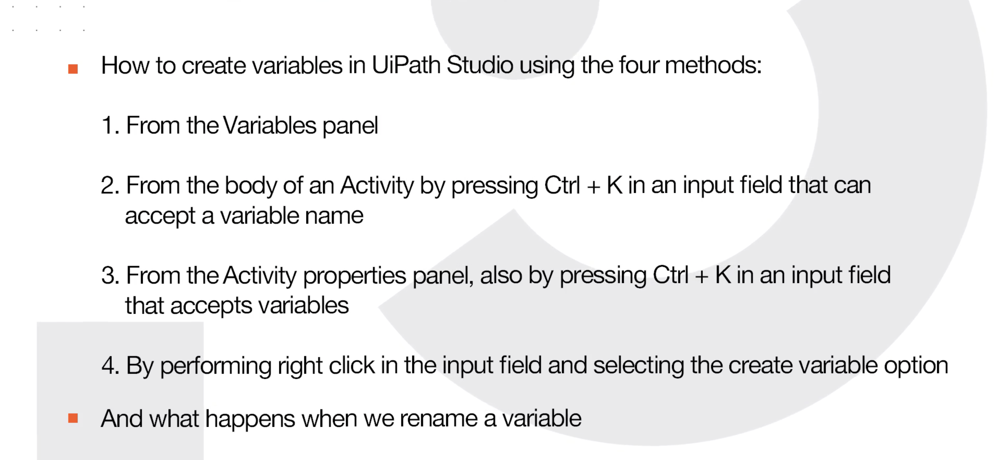 How to create variables in UiPath Studio using the four methods:
1. From the Variables panel
2. From the body of an Activity by pressing Ctrl + K in an input field that can
accept a variable name
3. From the Activity properties panel, also by pressing Ctrl + K in an input field
that accepts variables
4. By performing right click in the input field and selecting the create variable option
And what happens when we rename a variable